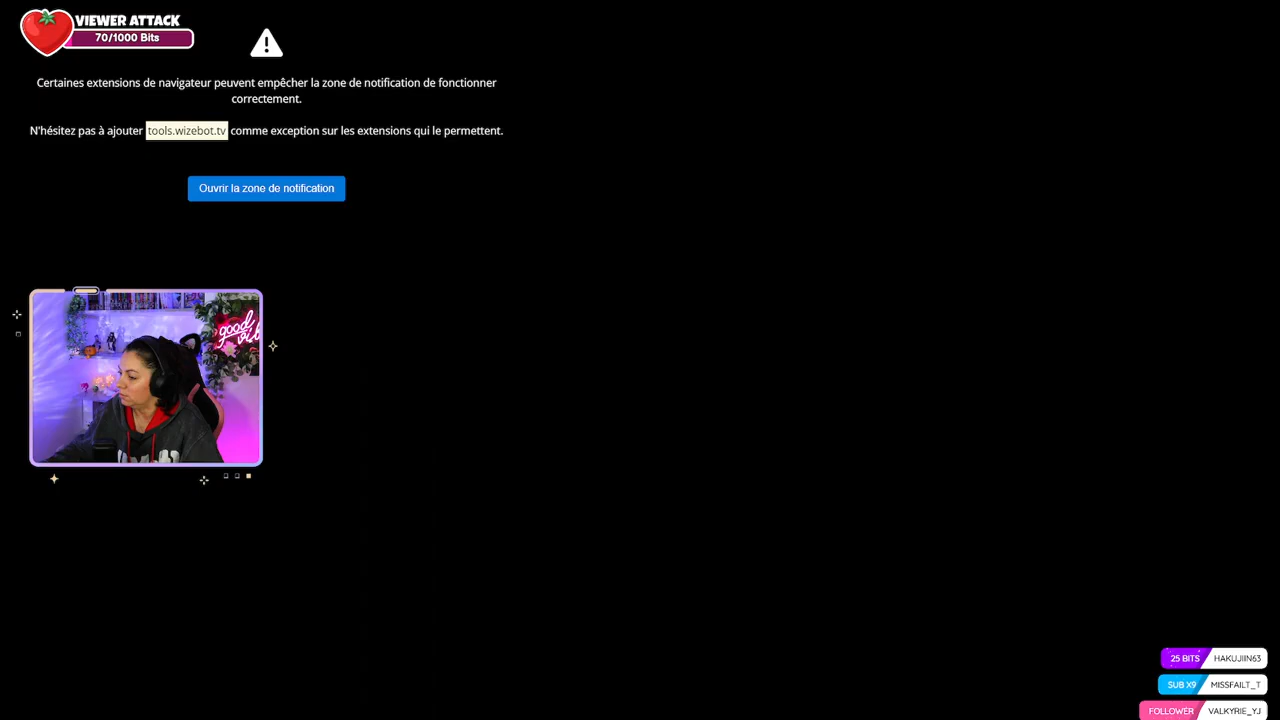 VIEWER ATTACK
70/1000 Bits
Certaines extensions de navigateur peuvent empêcher la zone de notification de fonctionner
correctement.
N'hésitez pas à ajouter tools.wizebot.tv comme exception sur les extensions qui le permettent.
Ouvrir la zone de notification
good
25 BITS HAKUJIIN63
SUB X9 MISSFAILT_T
FOLLOWER VALKYRIE_YJ